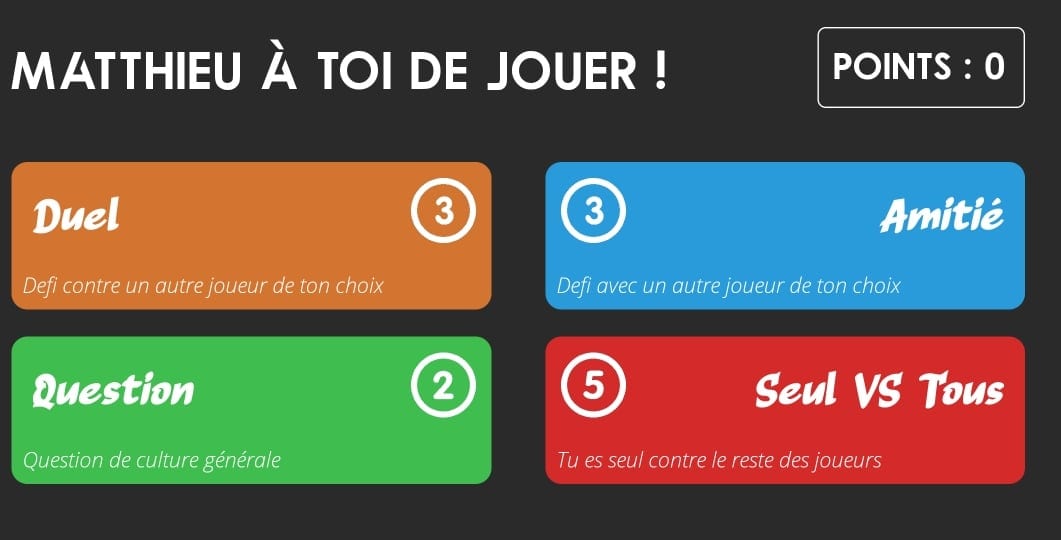 MATTHIEU À TOI DE JOUER !
POINTS : 0
Duel
3
Defi contre un autre joueur de ton choix
3
Amitié
Defi avec un autre joueur de ton choix
Question
2
Question de culture générale
5
Seul VS Tous
Tu es seul contre le reste des joueurs